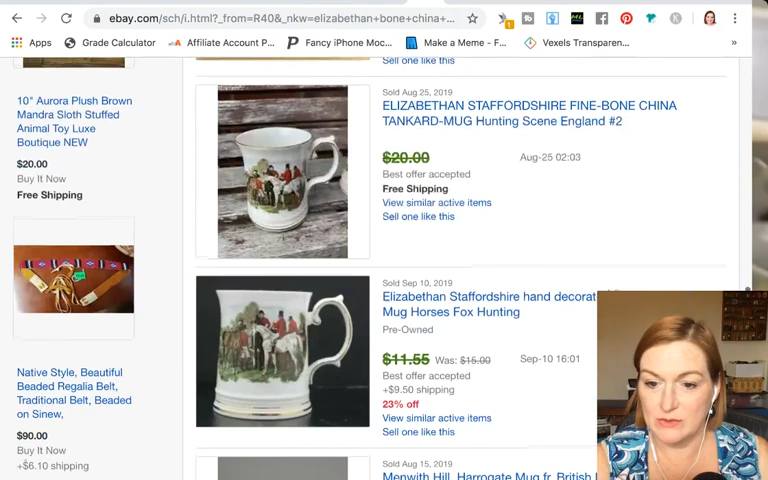 ebay.com/sch/i.html?_from=R40&_nkw=elizabethan+bone+china+...
Apps
Grade Calculator
Affiliate Account P...
Fancy iPhone Moc...
Make a Meme - F...
Vexels Transparen...
»
10" Aurora Plush Brown
Mandra Sloth Stuffed
Animal Toy Luxe
Boutique NEW
$20.00
Buy It Now
Free Shipping
Native Style, Beautiful
Beaded Regalia Belt,
Traditional Belt, Beaded
on Sinew,
$90.00
Buy It Now
+$6.10 shipping
Sell one like this
Sold Aug 25, 2019
ELIZABETHAN STAFFORDSHIRE FINE-BONE CHINA
TANKARD-MUG Hunting Scene England #2
$20.00
Aug-25 02:03
Best offer accepted
Free Shipping
View similar active items
Sell one like this
Sold Sep 10, 2019
Elizabethan Staffordshire hand decorat
Mug Horses Fox Hunting
Pre-Owned
$11.55 Was: $15.00
Sep-10 16:01
Best offer accepted
+$9.50 shipping
23% off
View similar active items
Sell one like this
Sold Aug 15, 2019
Menwith Hill, Harrogate Mug fr. British